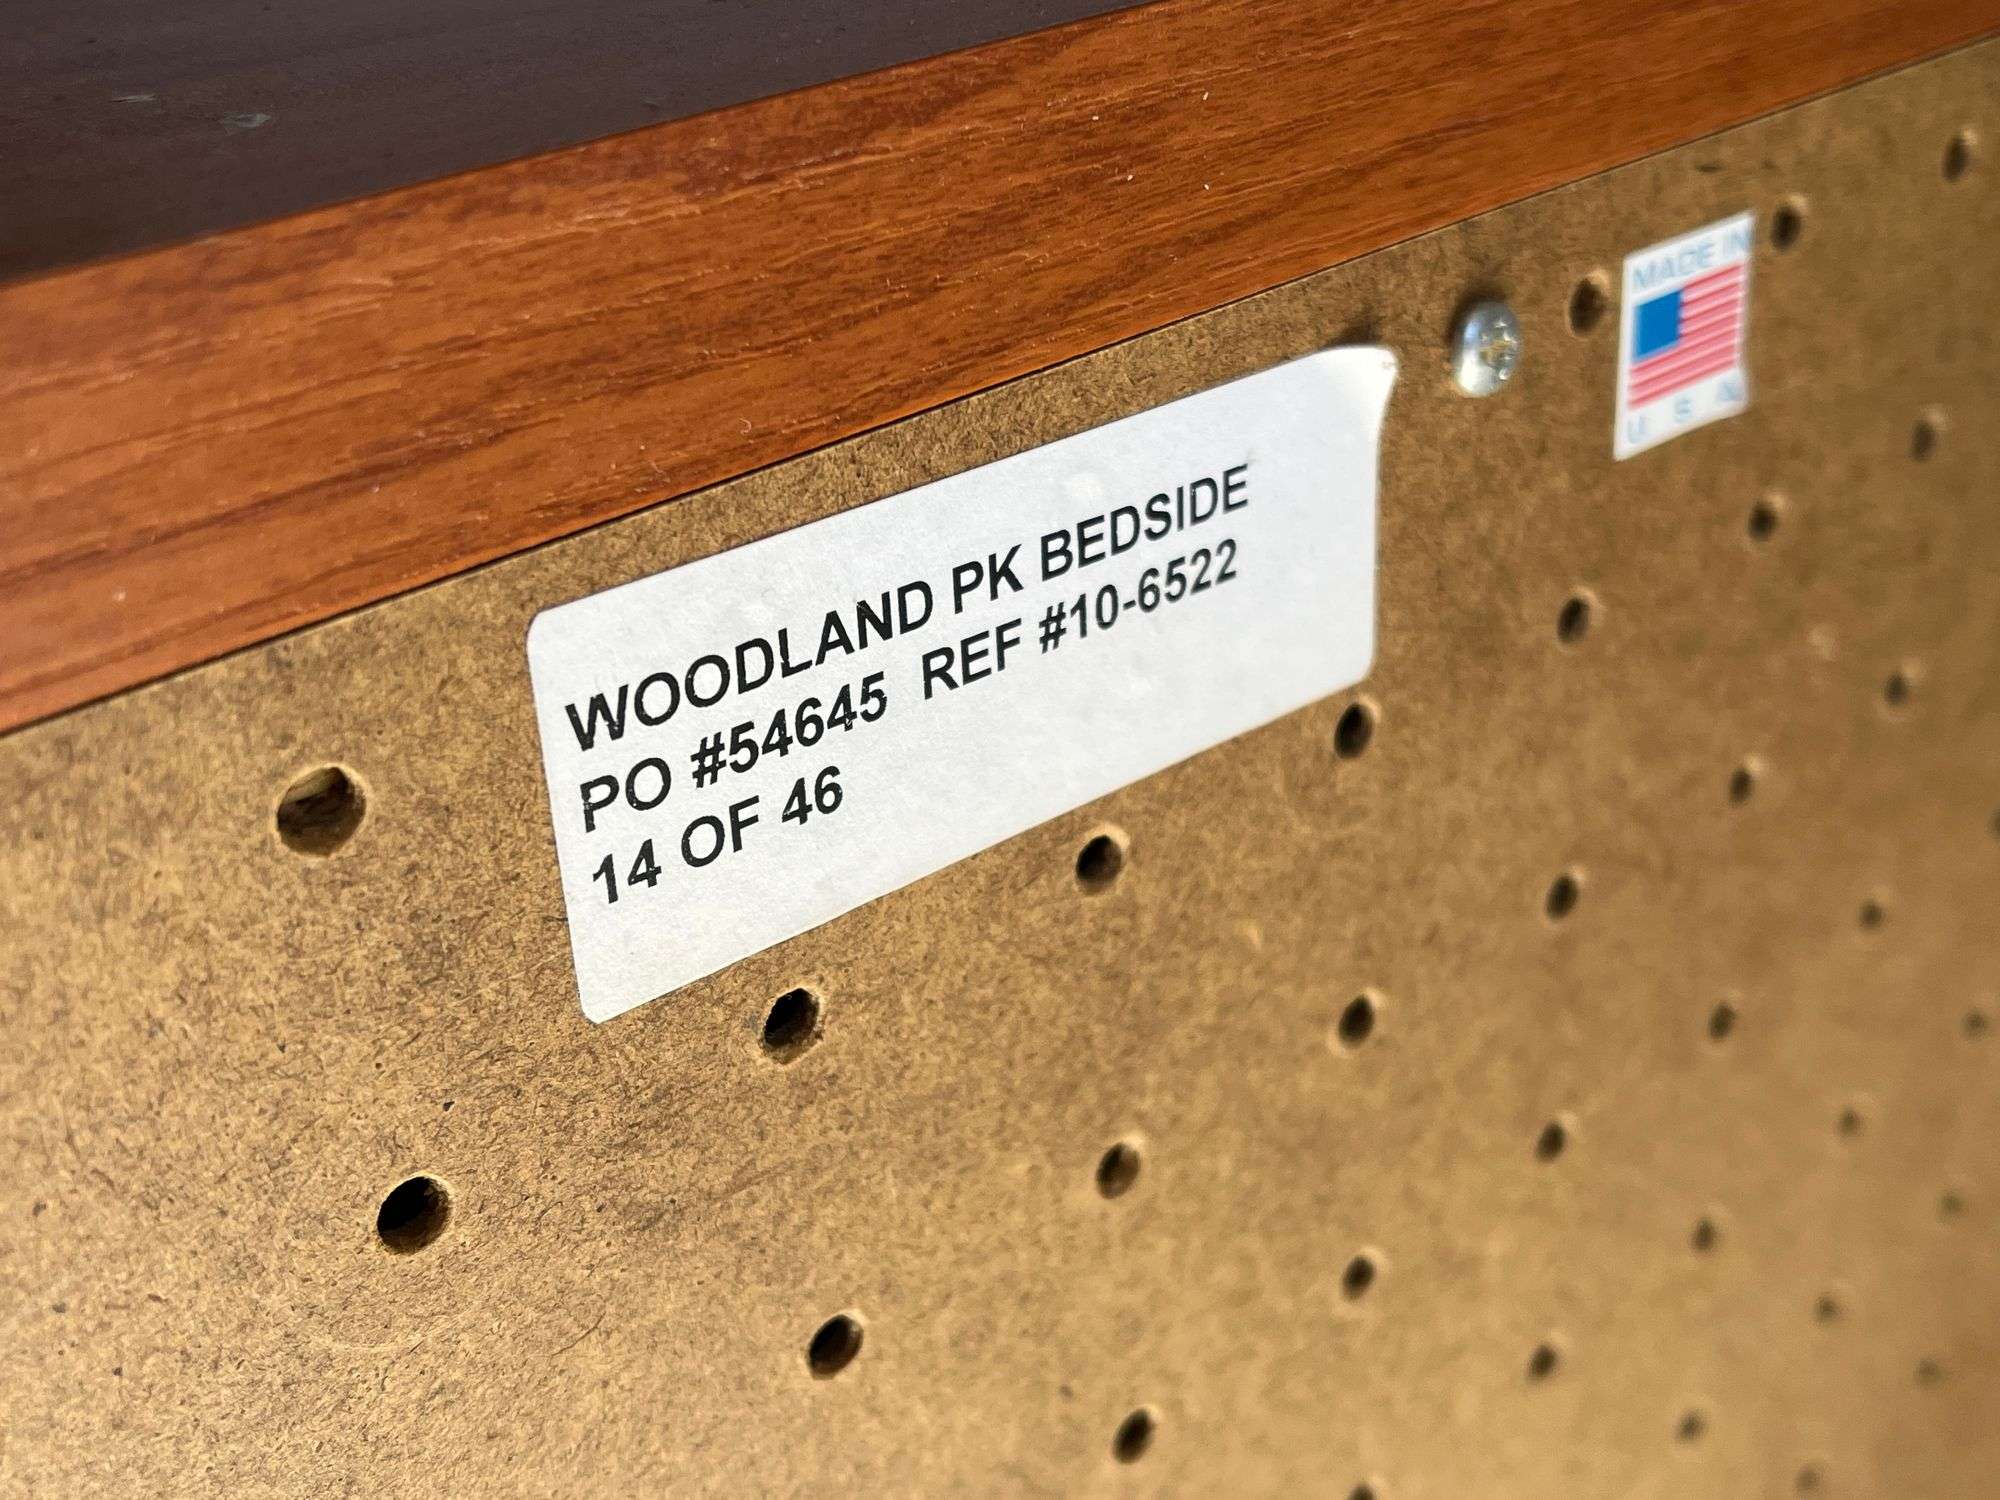 WOODLAND PK BEDSIDE
PO #54645 REF #10-6522
14 OF 46
MADE IN
U S A